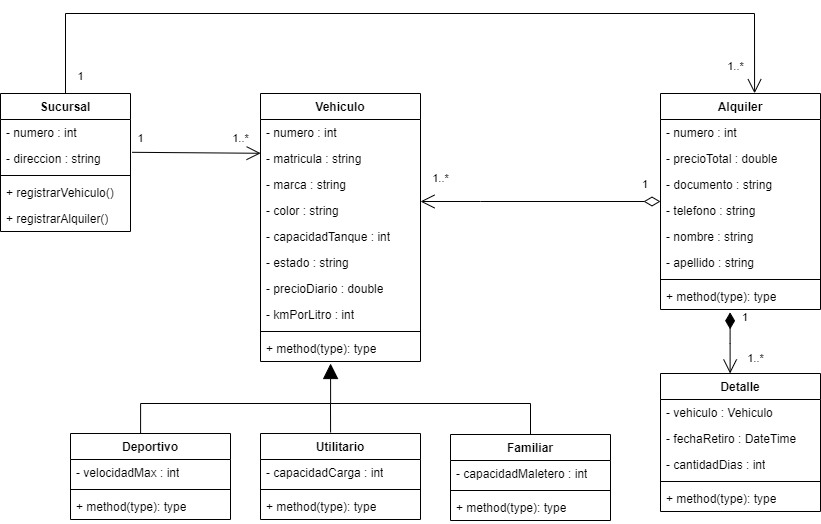 1
1..*
Sucursal
- numero : int
- direccion : string
+ registrarVehiculo()
+ registrarAlquiler()
1
1..*
Vehiculo
- numero : int
- matricula : string
- marca : string
- color : string
- capacidadTanque : int
- estado : string
- precioDiario : double
- kmPorLitro : int
+ method(type): type
1..*
1
Alquiler
- numero : int
- precioTotal : double
- documento : string
- telefono : string
- nombre : string
- apellido : string
+ method(type): type
1
1..*
Detalle
- vehiculo : Vehiculo
- fechaRetiro : DateTime
- cantidadDias : int
+ method(type): type
Deportivo
- velocidadMax : int
+ method(type): type
Utilitario
- capacidadCarga : int
+ method(type): type
Familiar
- capacidadMaletero : int
+ method(type): type